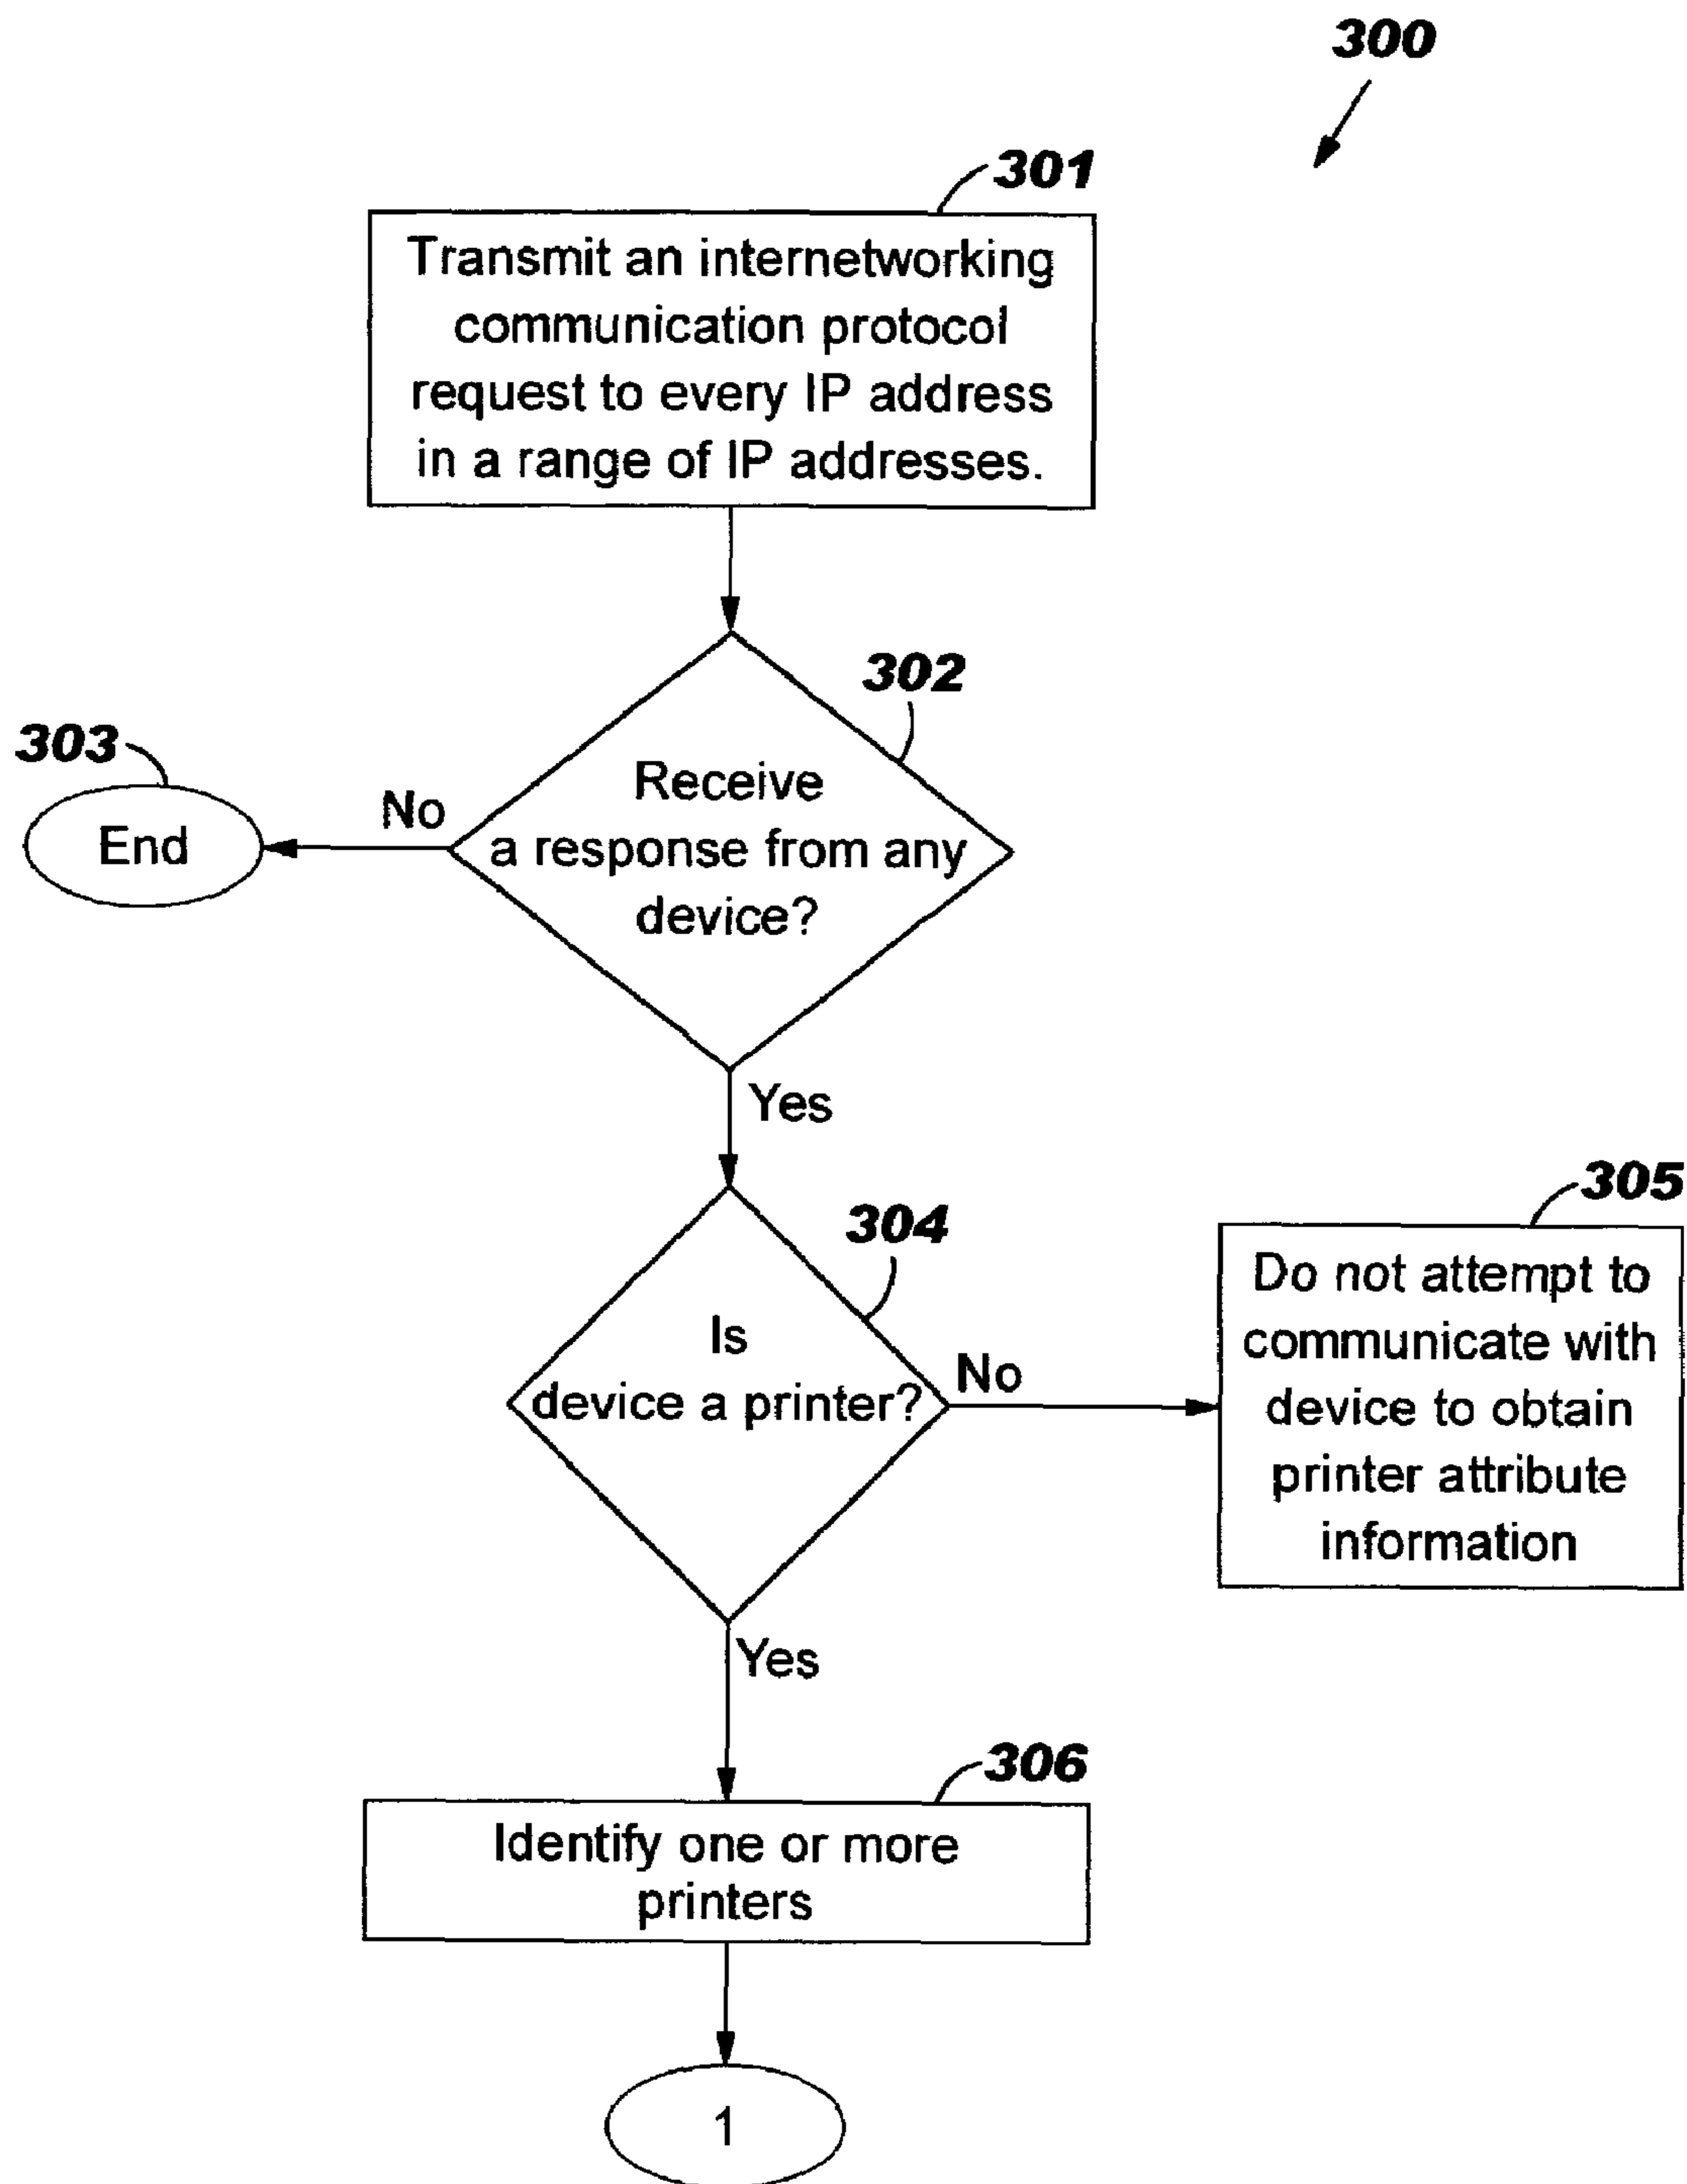 300
301
Transmit an internetworking
communication protocol
request to every IP address
in a range of IP addresses.
302
Receive
a response from any
device?
303
No
End
Yes
304
Is
device a printer?
No
305
Do not attempt to
communicate with
device to obtain
printer attribute
information
Yes
306
Identify one or more
printers
1